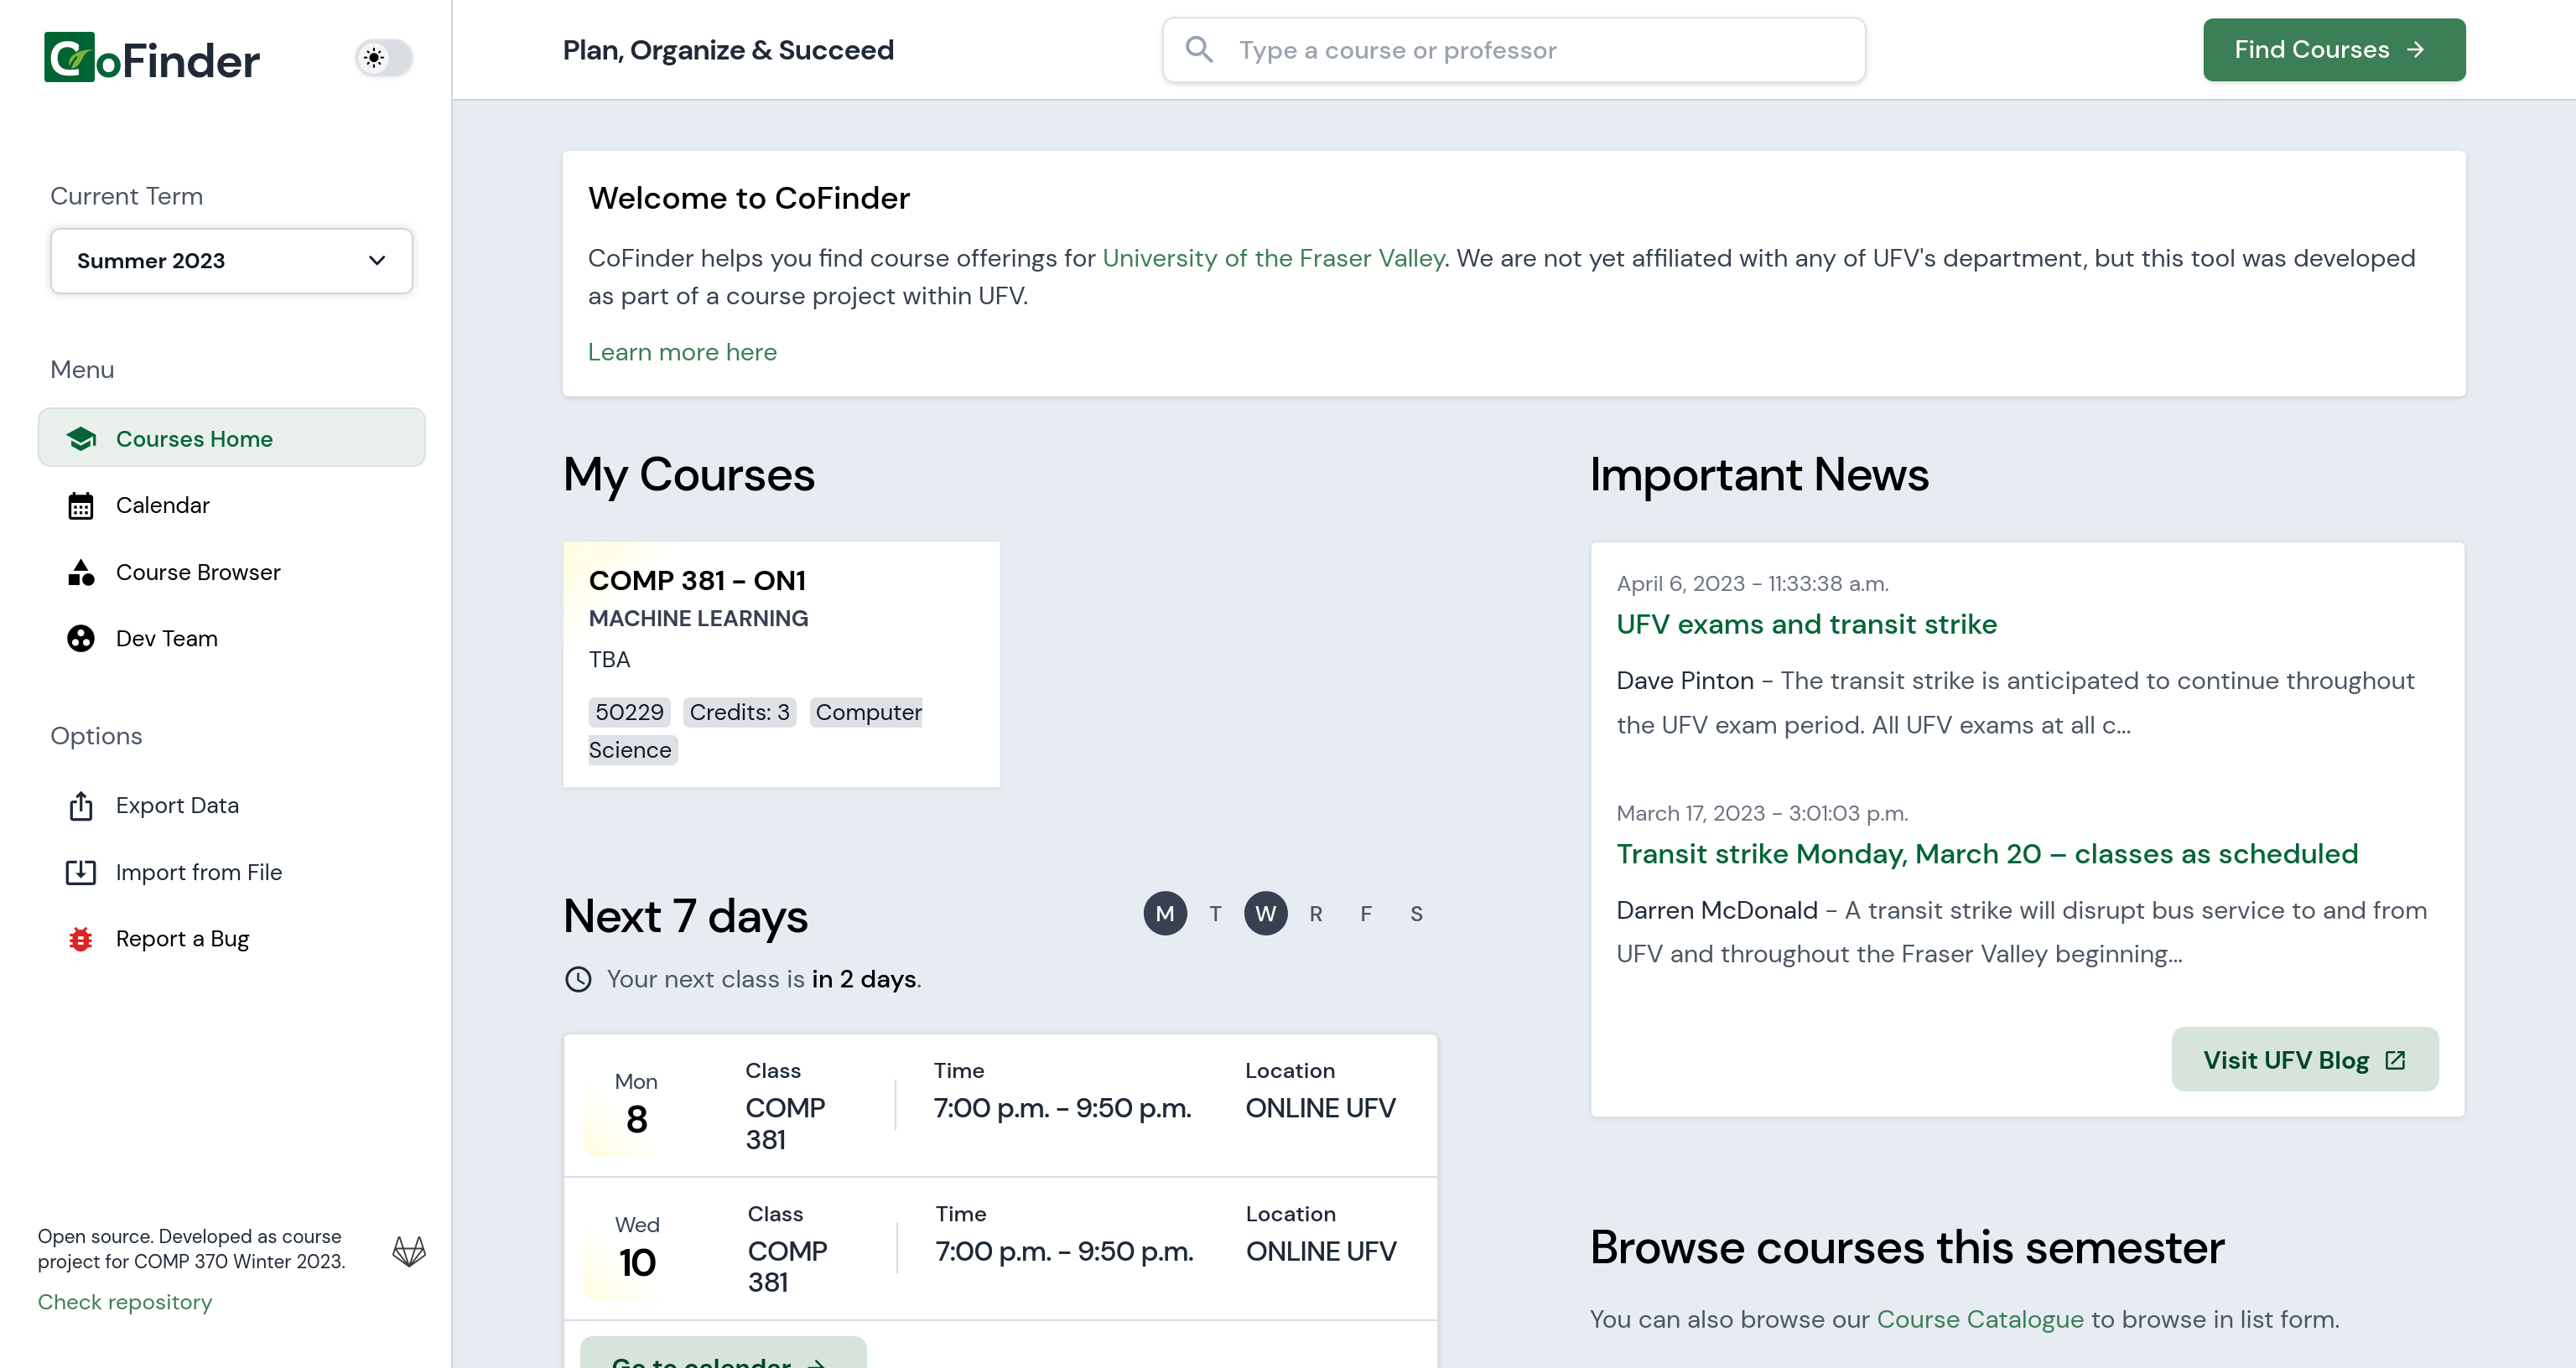 CoFinder
Current Term
Summer 2023
Menu
Courses Home
Calendar
Course Browser
Dev Team
Options
Export Data
Import from File
Report a Bug
Open source. Developed as course
project for COMP 370 Winter 2023.
Check repository
Plan, Organize & Succeed
Type a course or professor
Find Courses
Welcome to CoFinder
CoFinder helps you find course offerings for University of the Fraser Valley. We are not yet affiliated with any of UFV's department, but this tool was developed
as part of a course project within UFV.
Learn more here
My Courses
COMP 381 - ON1
MACHINE LEARNING
TBA
50229 Credits: 3 Computer
Science
Next 7 days
M T W R F S
Your next class is in 2 days.
Mon
8
Class
COMP
381
Time
7:00 p.m. - 9:50 p.m.
Location
ONLINE UFV
Wed
10
Class
COMP
381
Time
7:00 p.m. - 9:50 p.m.
Location
ONLINE UFV
Go to calendar
Important News
April 6, 2023 - 11:33:38 a.m.
UFV exams and transit strike
Dave Pinton - The transit strike is anticipated to continue throughout
the UFV exam period. All UFV exams at all c...
March 17, 2023 - 3:01:03 p.m.
Transit strike Monday, March 20 – classes as scheduled
Darren McDonald - A transit strike will disrupt bus service to and from
UFV and throughout the Fraser Valley beginning...
Visit UFV Blog
Browse courses this semester
You can also browse our Course Catalogue to browse in list form.